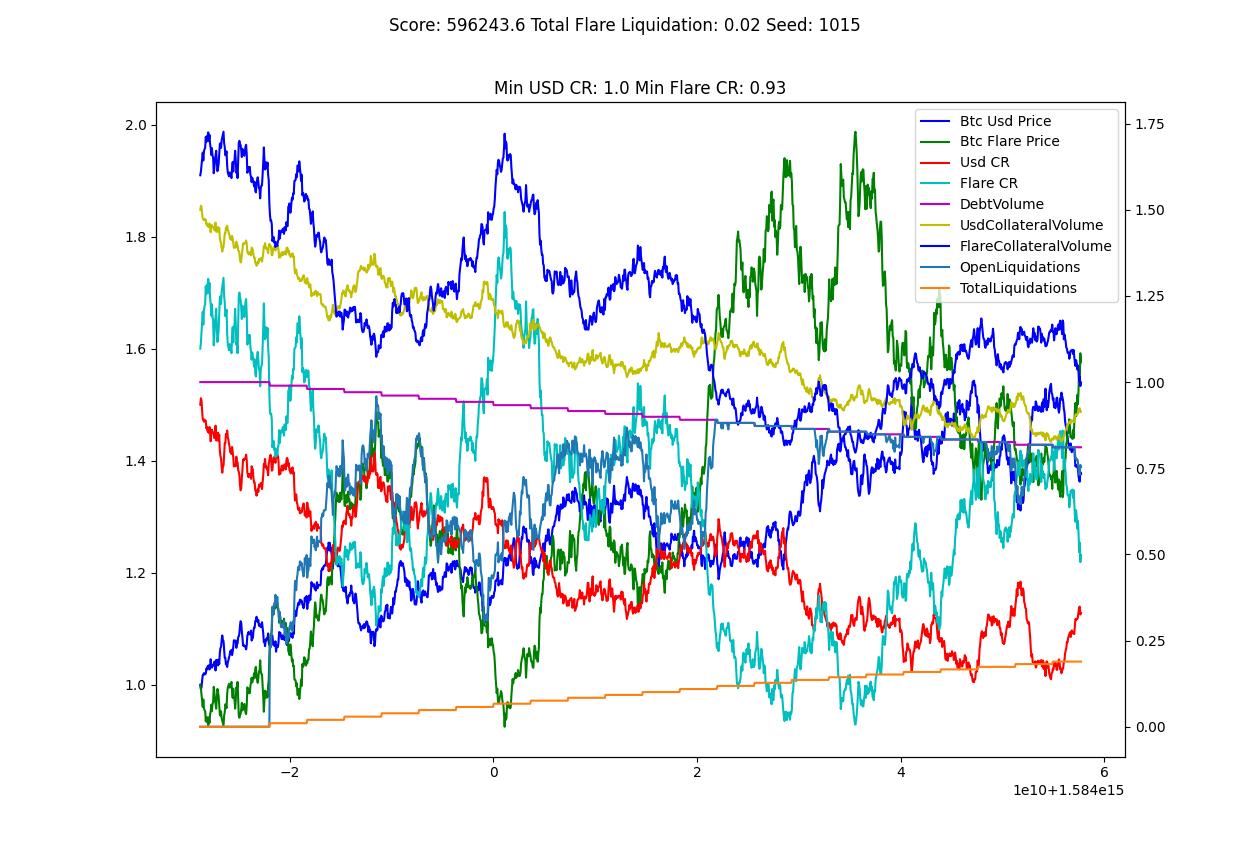 Score: 596243.6 Total Flare Liquidation: 0.02 Seed: 1015
Min USD CR: 1.0 Min Flare CR: 0.93
2.0
1.8
1.6
1.4
1.2
1.0
1.75
1.50
1.25
1.00
0.75
0.50
0.25
0.00
Btc Usd Price
Btc Flare Price
Usd CR
Flare CR
DebtVolume
UsdCollateralVolume
FlareCollateralVolume
OpenLiquidations
TotalLiquidations
−2 0 2 4 6
1e10+1.584e15